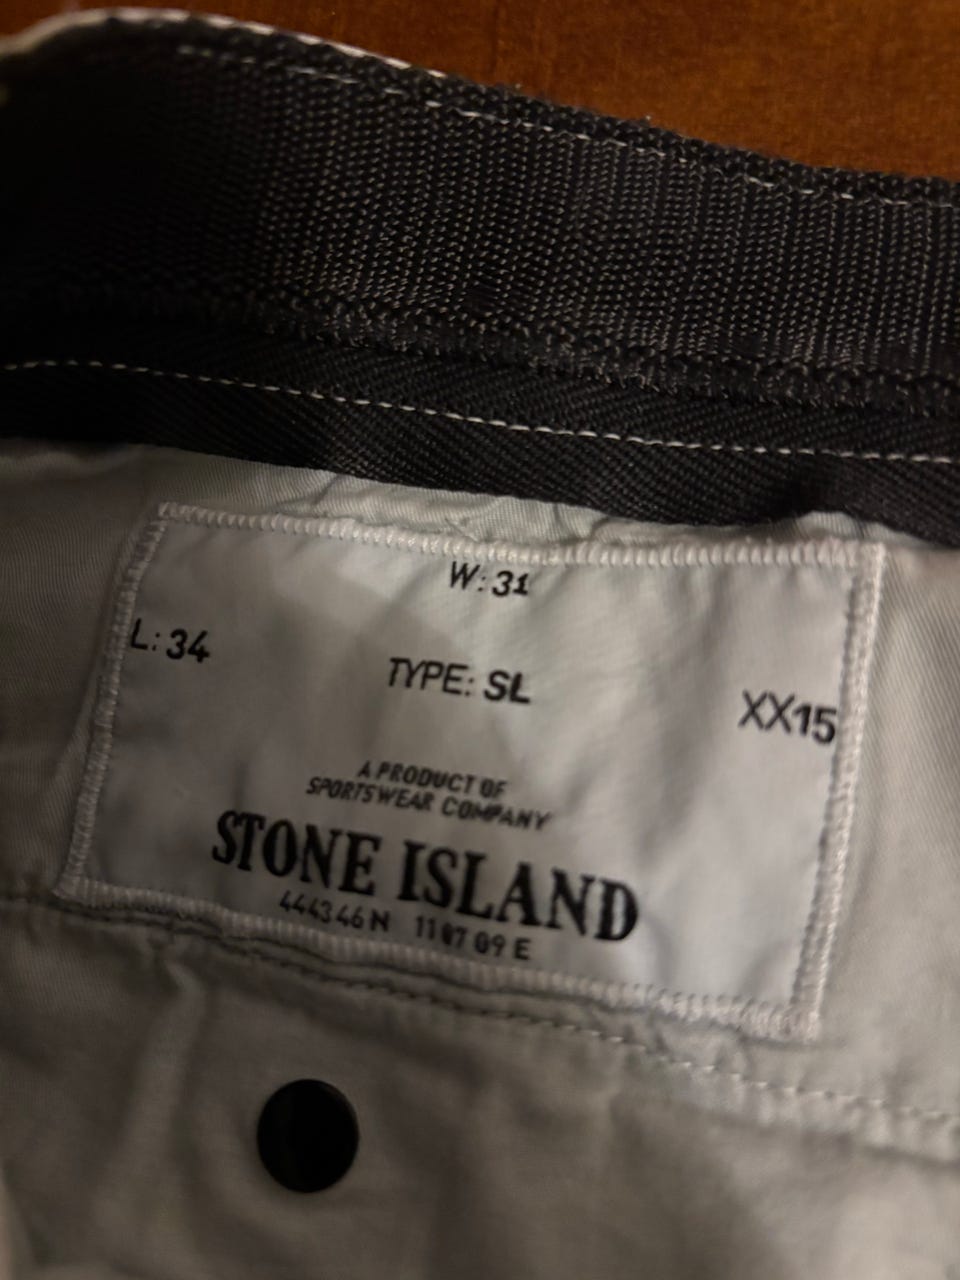 W: 31
L: 34
TYPE: SL
XX15
A PRODUCT OF
SPORTSWEAR COMPANY
STONE ISLAND
444346 N 110709 E